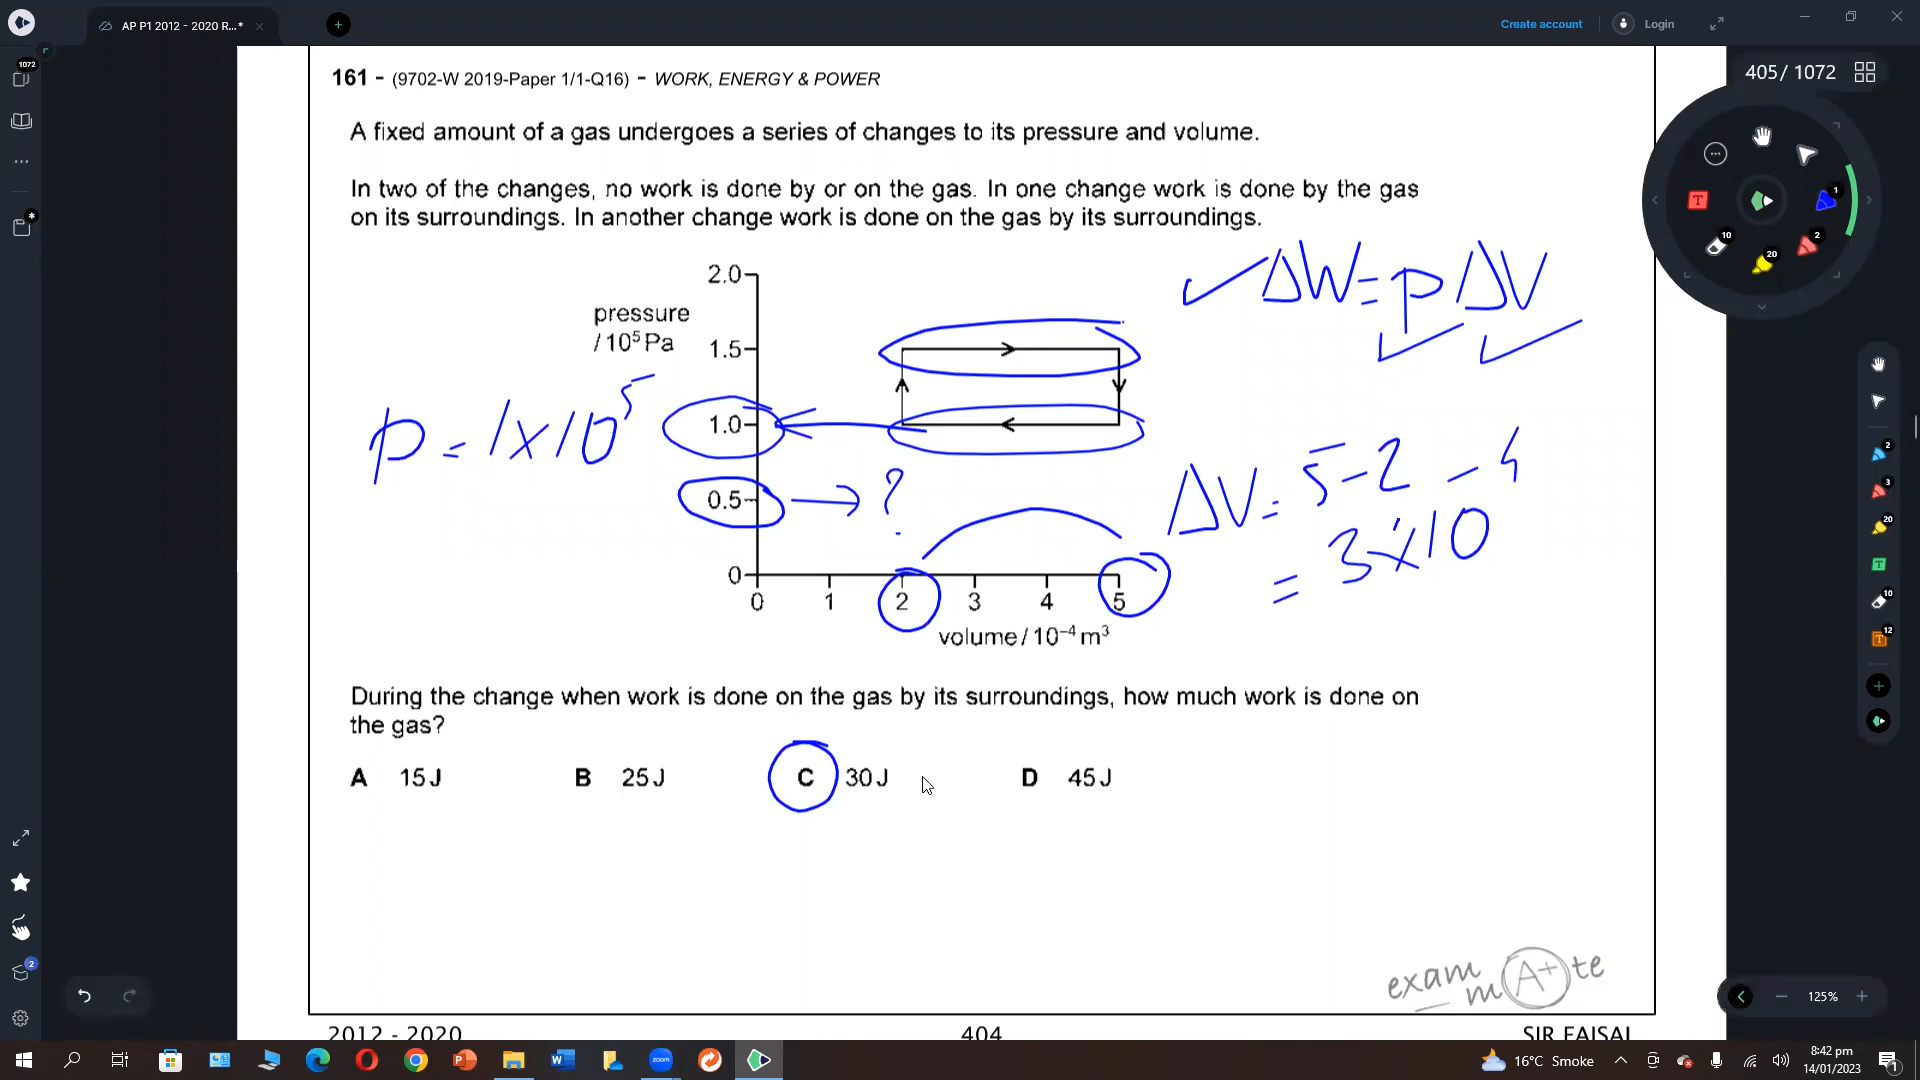 AP P1 2012 - 2020 R...*
Create account
Login
1072
405/ 1072
161 - (9702-W 2019-Paper 1/1-Q16) - WORK, ENERGY & POWER
A fixed amount of a gas undergoes a series of changes to its pressure and volume.
In two of the changes, no work is done by or on the gas. In one change work is done by the gas
on its surroundings. In another change work is done on the gas by its surroundings.
ΔW = p ΔV
2.0
pressure
/ 10⁵ Pa
1.5
1.0
0.5
0
p = 1 x 10⁵
?
ΔV = 5 - 2
= 3 x 10⁻⁴
0 1 2 3 4 5
volume / 10⁻⁴ m³
During the change when work is done on the gas by its surroundings, how much work is done on
the gas?
A 15 J B 25 J C 30 J D 45 J
exam m A+ te
2012 - 2020 404 SIR FAISAL
125%
16°C Smoke
8:42 pm
14/01/2023